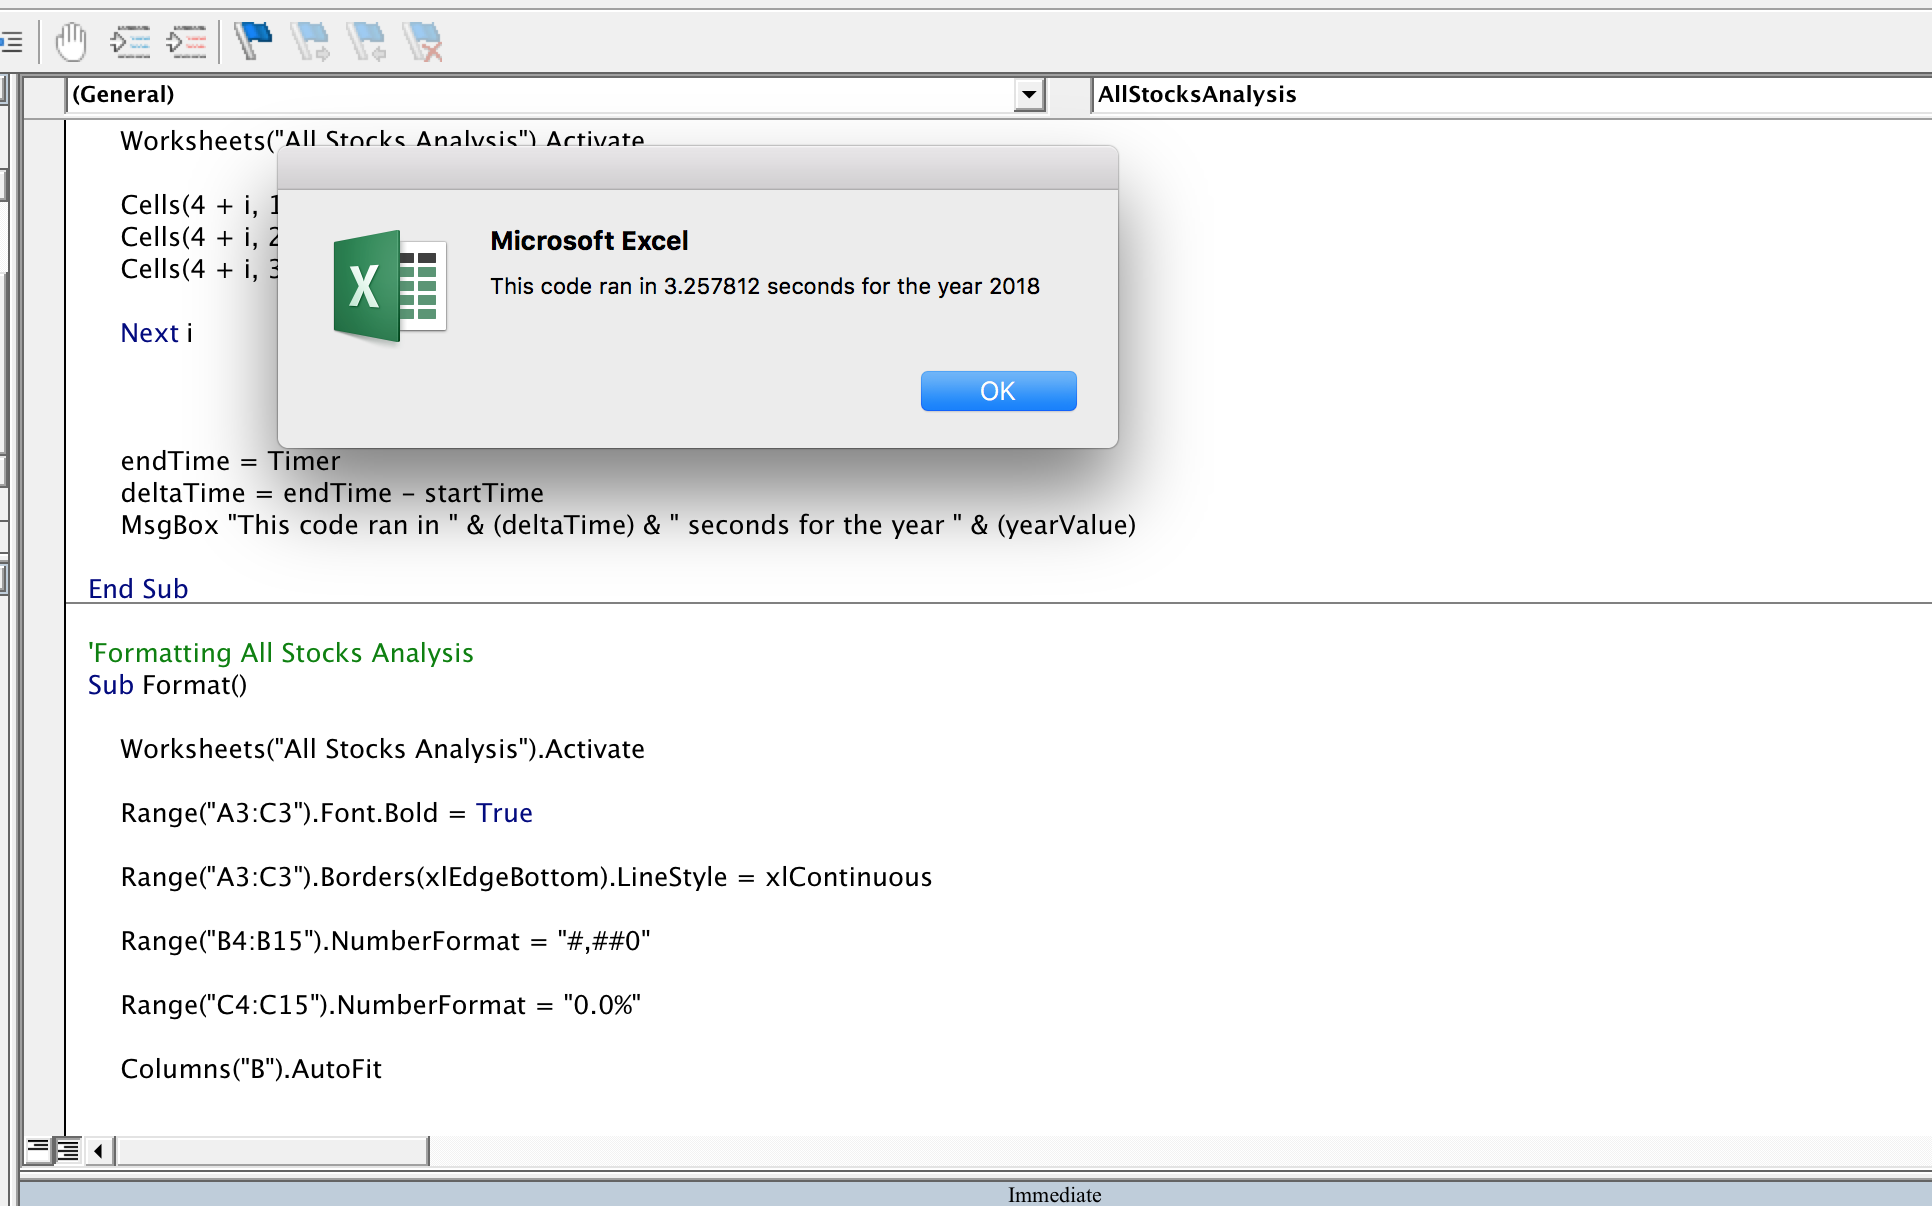 (General)
AllStocksAnalysis
Worksheets("All Stocks Analysis").Activate
Cells(4 + i, 1
Cells(4 + i, 2
Cells(4 + i, 3
Next i
Microsoft Excel
This code ran in 3.257812 seconds for the year 2018
X
OK
endTime = Timer
deltaTime = endTime - startTime
MsgBox "This code ran in " & (deltaTime) & " seconds for the year " & (yearValue)
End Sub
'Formatting All Stocks Analysis
Sub Format()
Worksheets("All Stocks Analysis").Activate
Range("A3:C3").Font.Bold = True
Range("A3:C3").Borders(xlEdgeBottom).LineStyle = xlContinuous
Range("B4:B15").NumberFormat = "#,##0"
Range("C4:C15").NumberFormat = "0.0%"
Columns("B").AutoFit
Immediate